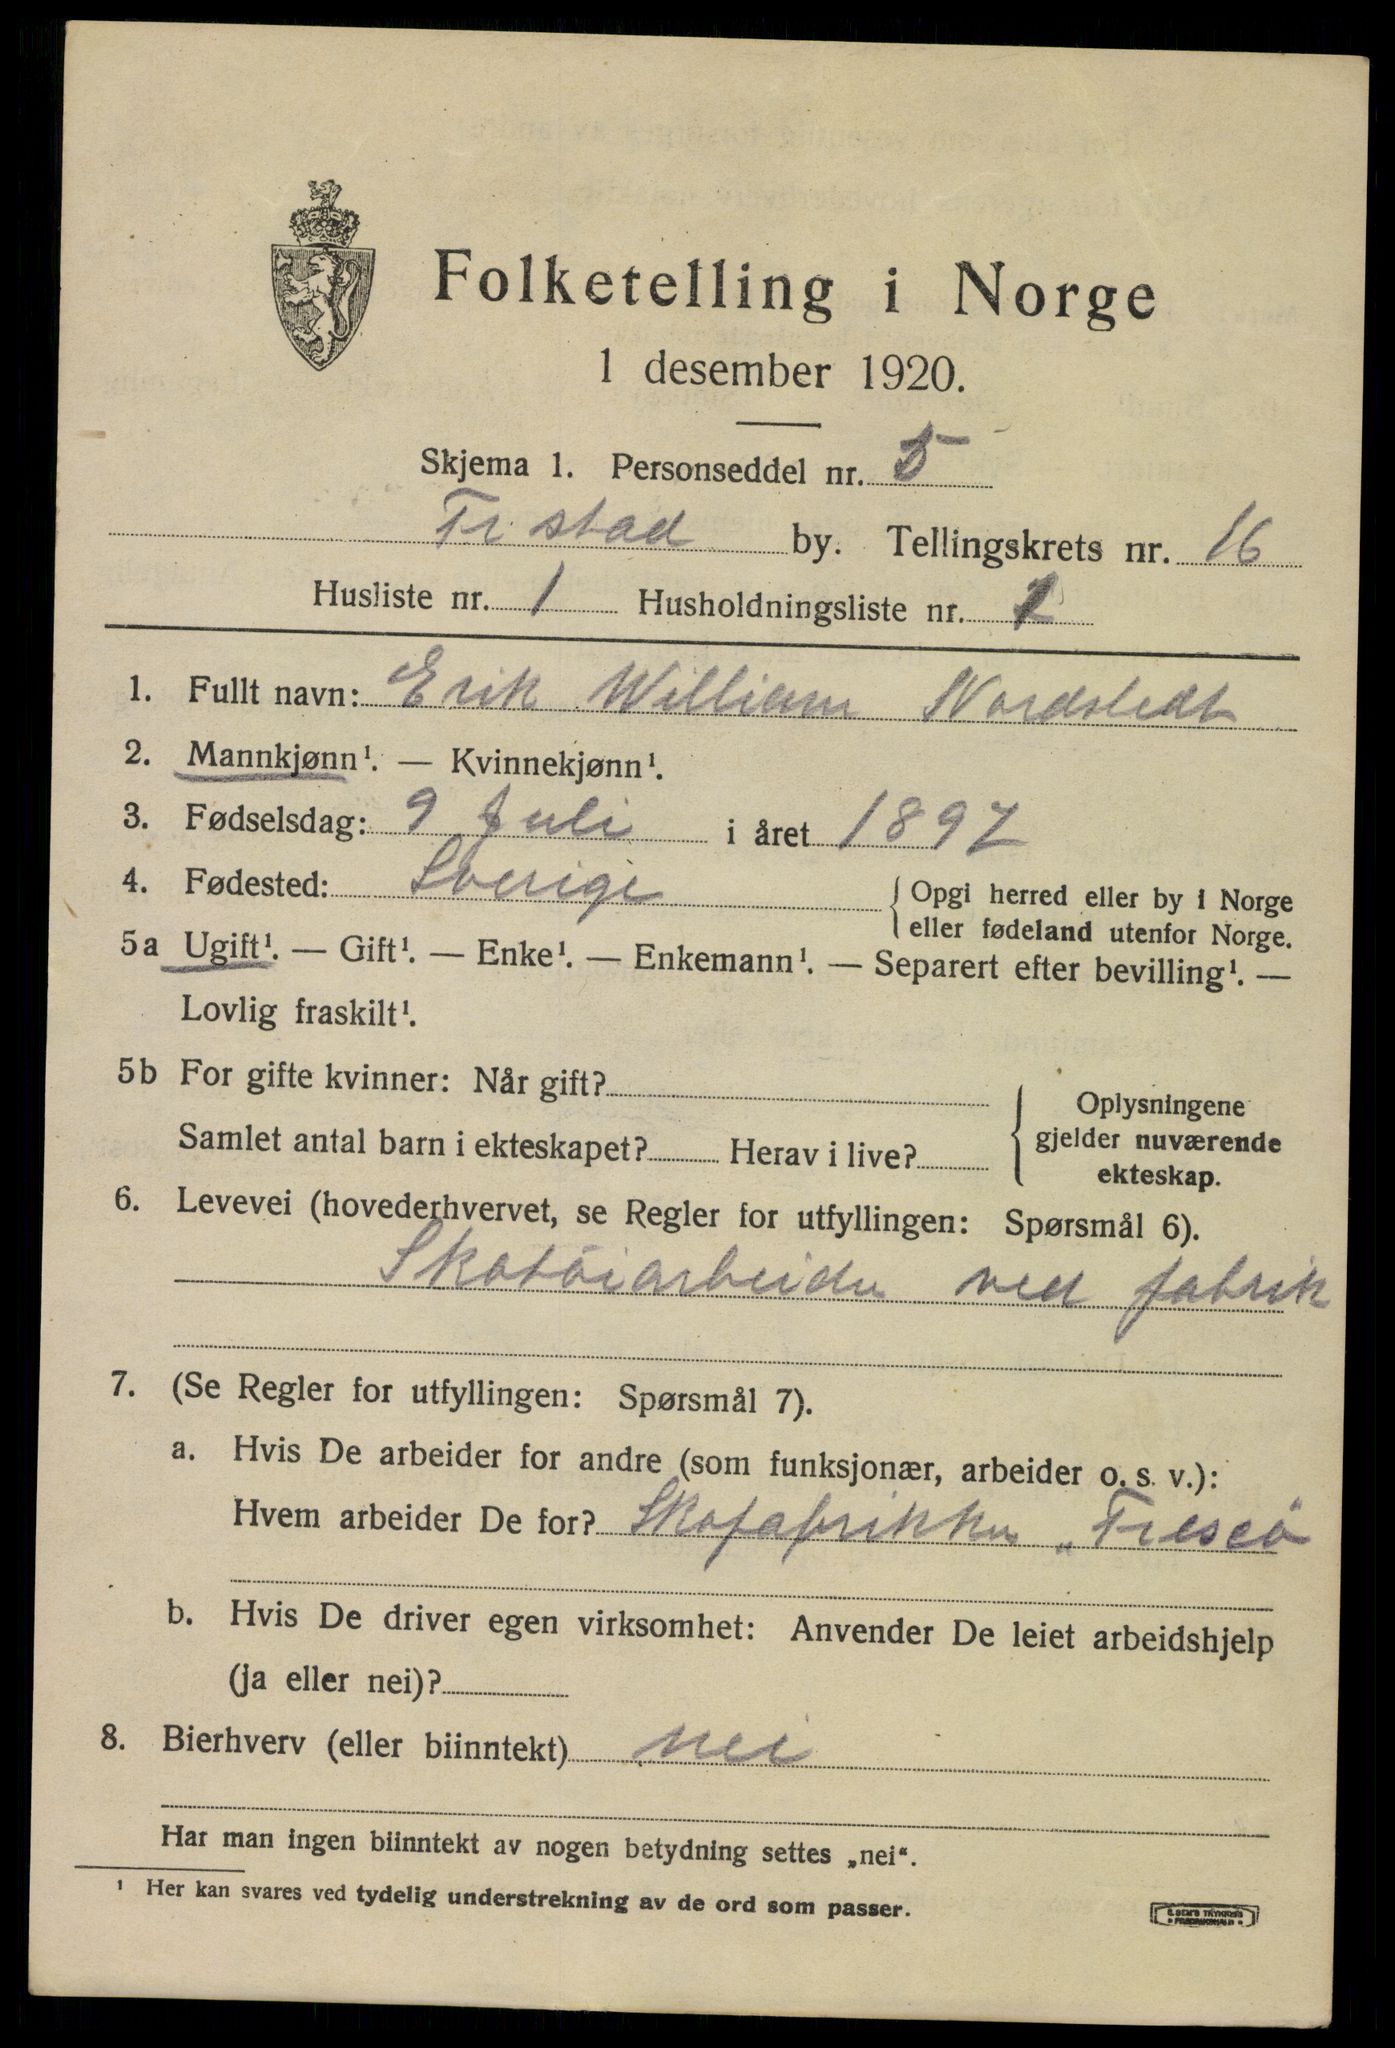 Folketelling i Norge
1 desember 1920.
Skjema 1. Personseddel nr. 5
Fr.stad by. Tellingskrets nr. 16
Husliste nr. 1 Husholdningsliste nr.
1. Fullt navn: Erik William Nordstedt
2. Mannkjønn¹. — Kvinnekjønn¹.
3. Fødselsdag: 9 Juli i året 1897
4. Fødested: Sverige { Opgi herred eller by i Norge
eller fødeland utenfor Norge.
5a Ugift¹. — Gift¹. — Enke¹. — Enkemann¹. — Separert efter bevilling¹. —
Lovlig fraskilt¹.
5b For gifte kvinner: Når gift?
Samlet antal barn i ekteskapet? Herav i live?
{ Oplysningene
gjelder nuværende
ekteskap.
6. Levevei (hovederhvervet, se Regler for utfyllingen: Spørsmål 6).
Skotöiarbeider ved fabrik
7. (Se Regler for utfyllingen: Spørsmål 7).
a. Hvis De arbeider for andre (som funksjonær, arbeider o. s. v.):
Hvem arbeider De for? Skofabrikken
b. Hvis De driver egen virksomhet: Anvender De leiet arbeidshjelp
(ja eller nei)?
8. Bierhverv (eller biinntekt) nei
Har man ingen biinntekt av nogen betydning settes „nei“.
¹ Her kan svares ved tydelig understrekning av de ord som passer.